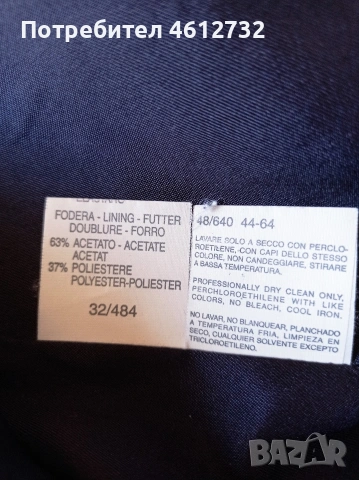 Потребител 4612732
FODERA - LINING - FUTTER
DOUBLURE - FORRO
63% ACETATO - ACETATE
ACETAT
37% POLIESTERE
POLYESTER-POLIESTER
32/484
48/640 44-64
LAVARE SOLO A SECCO CON PERCLO-
ROETILENE, CON CAPI DELLO STESSO
COLORE, NON CANDEGGIARE, STIRARE
A BASSA TEMPERATURA.
PROFESSIONALLY DRY CLEAN ONLY,
PERCHLOROETHILENE WITH LIKE
COLORS, NO BLEACH, COOL IRON.
NO LAVAR, NO BLANQUEAR, PLANCHADO
A TEMPERATURA FRIA, LIMPIEZA EN
SECO, CUALQUIER SOLVENTE EXCEPTO
TRICLOROETILENO.
BAZAR